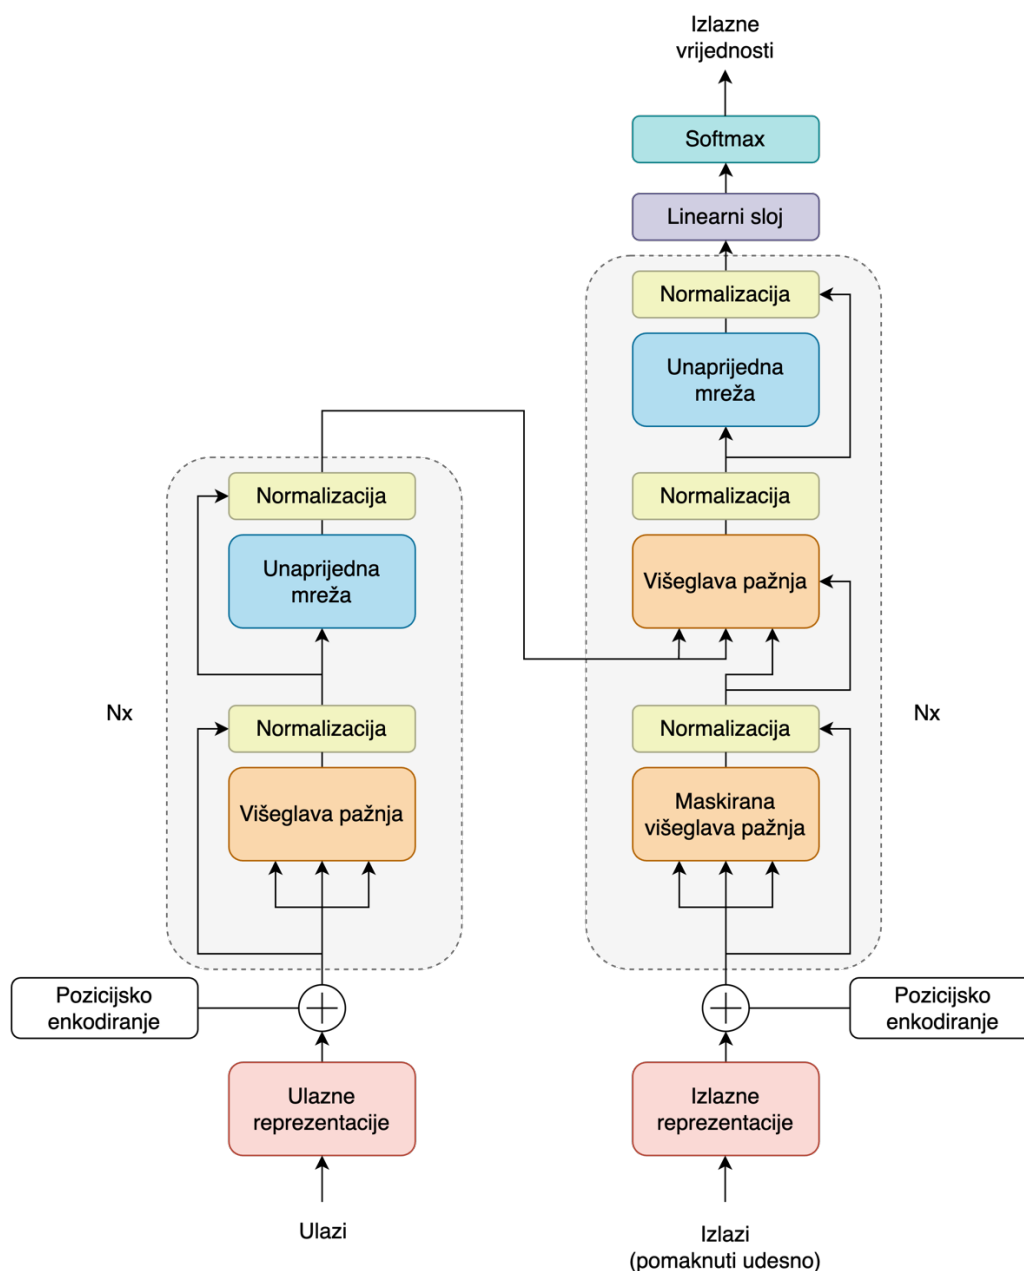 Izlazne
vrijednosti
Softmax
Linearni sloj
Normalizacija
Unaprijedna
mreža
Normalizacija
Višeglava pažnja
Normalizacija
Maskirana
višeglava pažnja
Nx
Normalizacija
Unaprijedna
mreža
Normalizacija
Višeglava pažnja
Nx
Pozicijsko
enkodiranje
Pozicijsko
enkodiranje
Ulazne
reprezentacije
Izlazne
reprezentacije
Ulazi
Izlazi
(pomaknuti udesno)